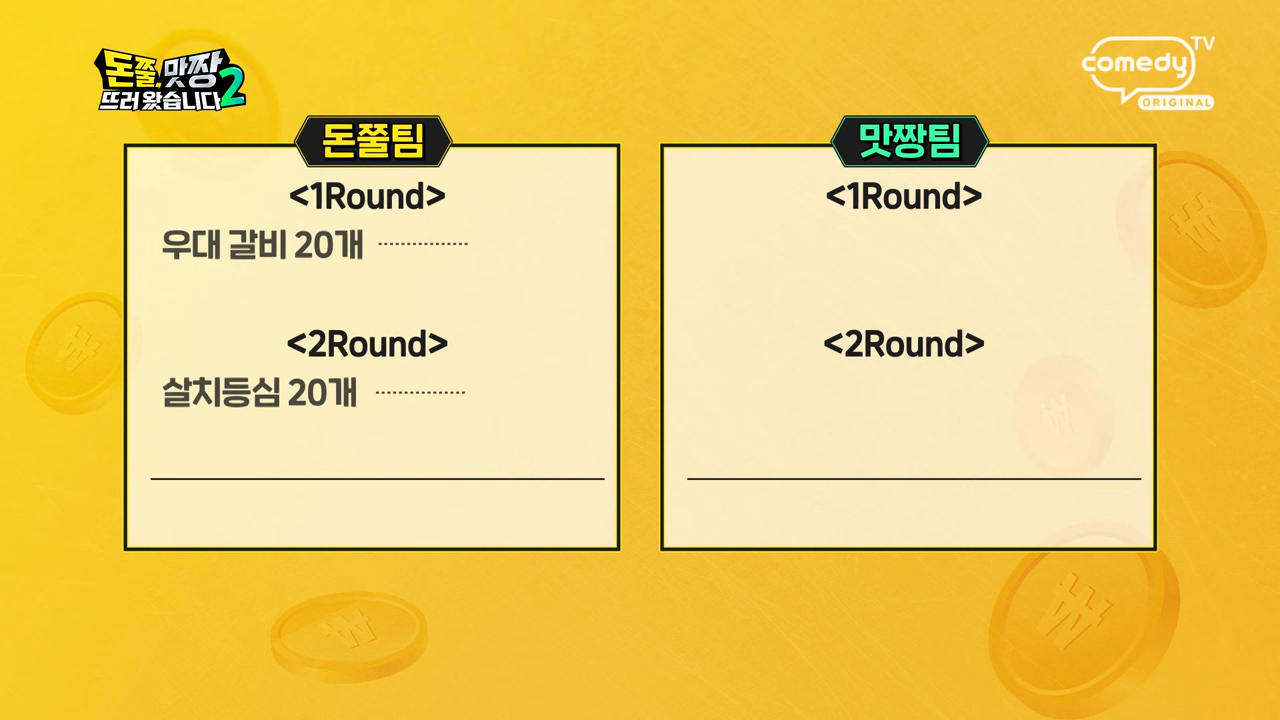 돈쭐, 맛짱
뜨러 왔습니다2
comedy TV
ORIGINAL
돈쭐팀
<1Round>
우대 갈비 20개
<2Round>
살치등심 20개
맛짱팀
<1Round>
<2Round>